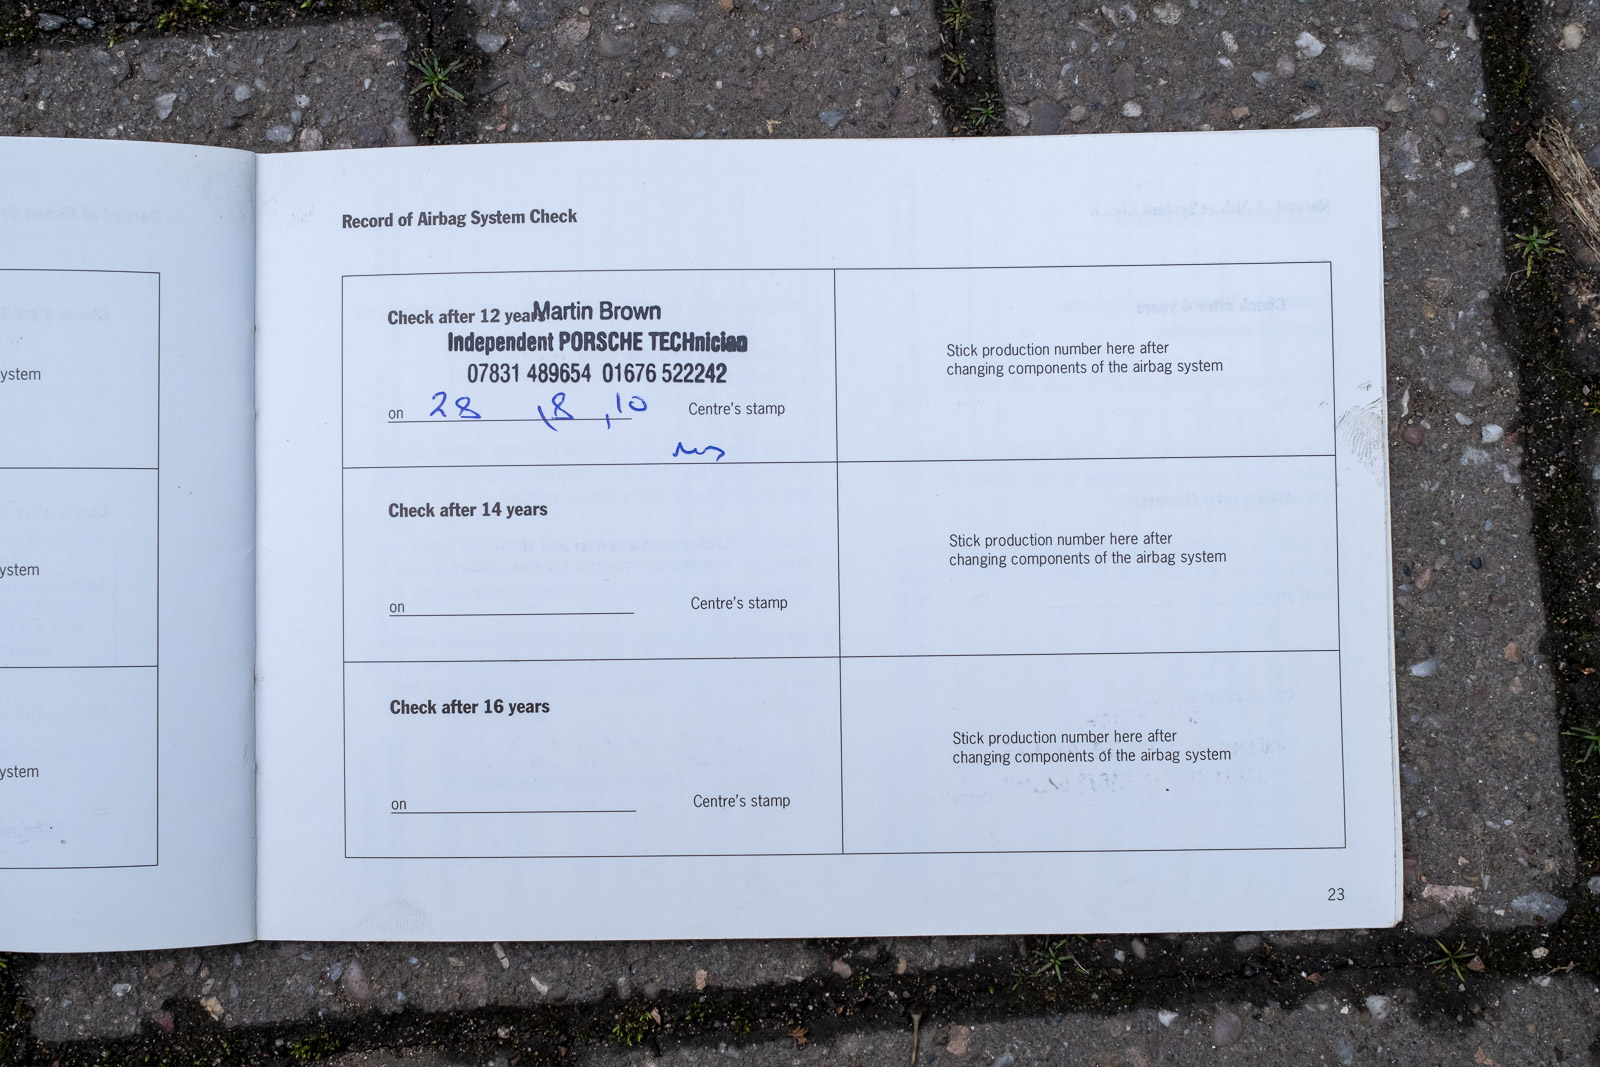 ystem
ystem
ystem
Record of Airbag System Check
Check after 12 years
Martin Brown
Independent PORSCHE TECHnician
07831 489654 01676 522242
on 28 , 8 , 10 Centre's stamp
Stick production number here after
changing components of the airbag system
Check after 14 years
on Centre's stamp
Stick production number here after
changing components of the airbag system
Check after 16 years
on Centre's stamp
Stick production number here after
changing components of the airbag system
23